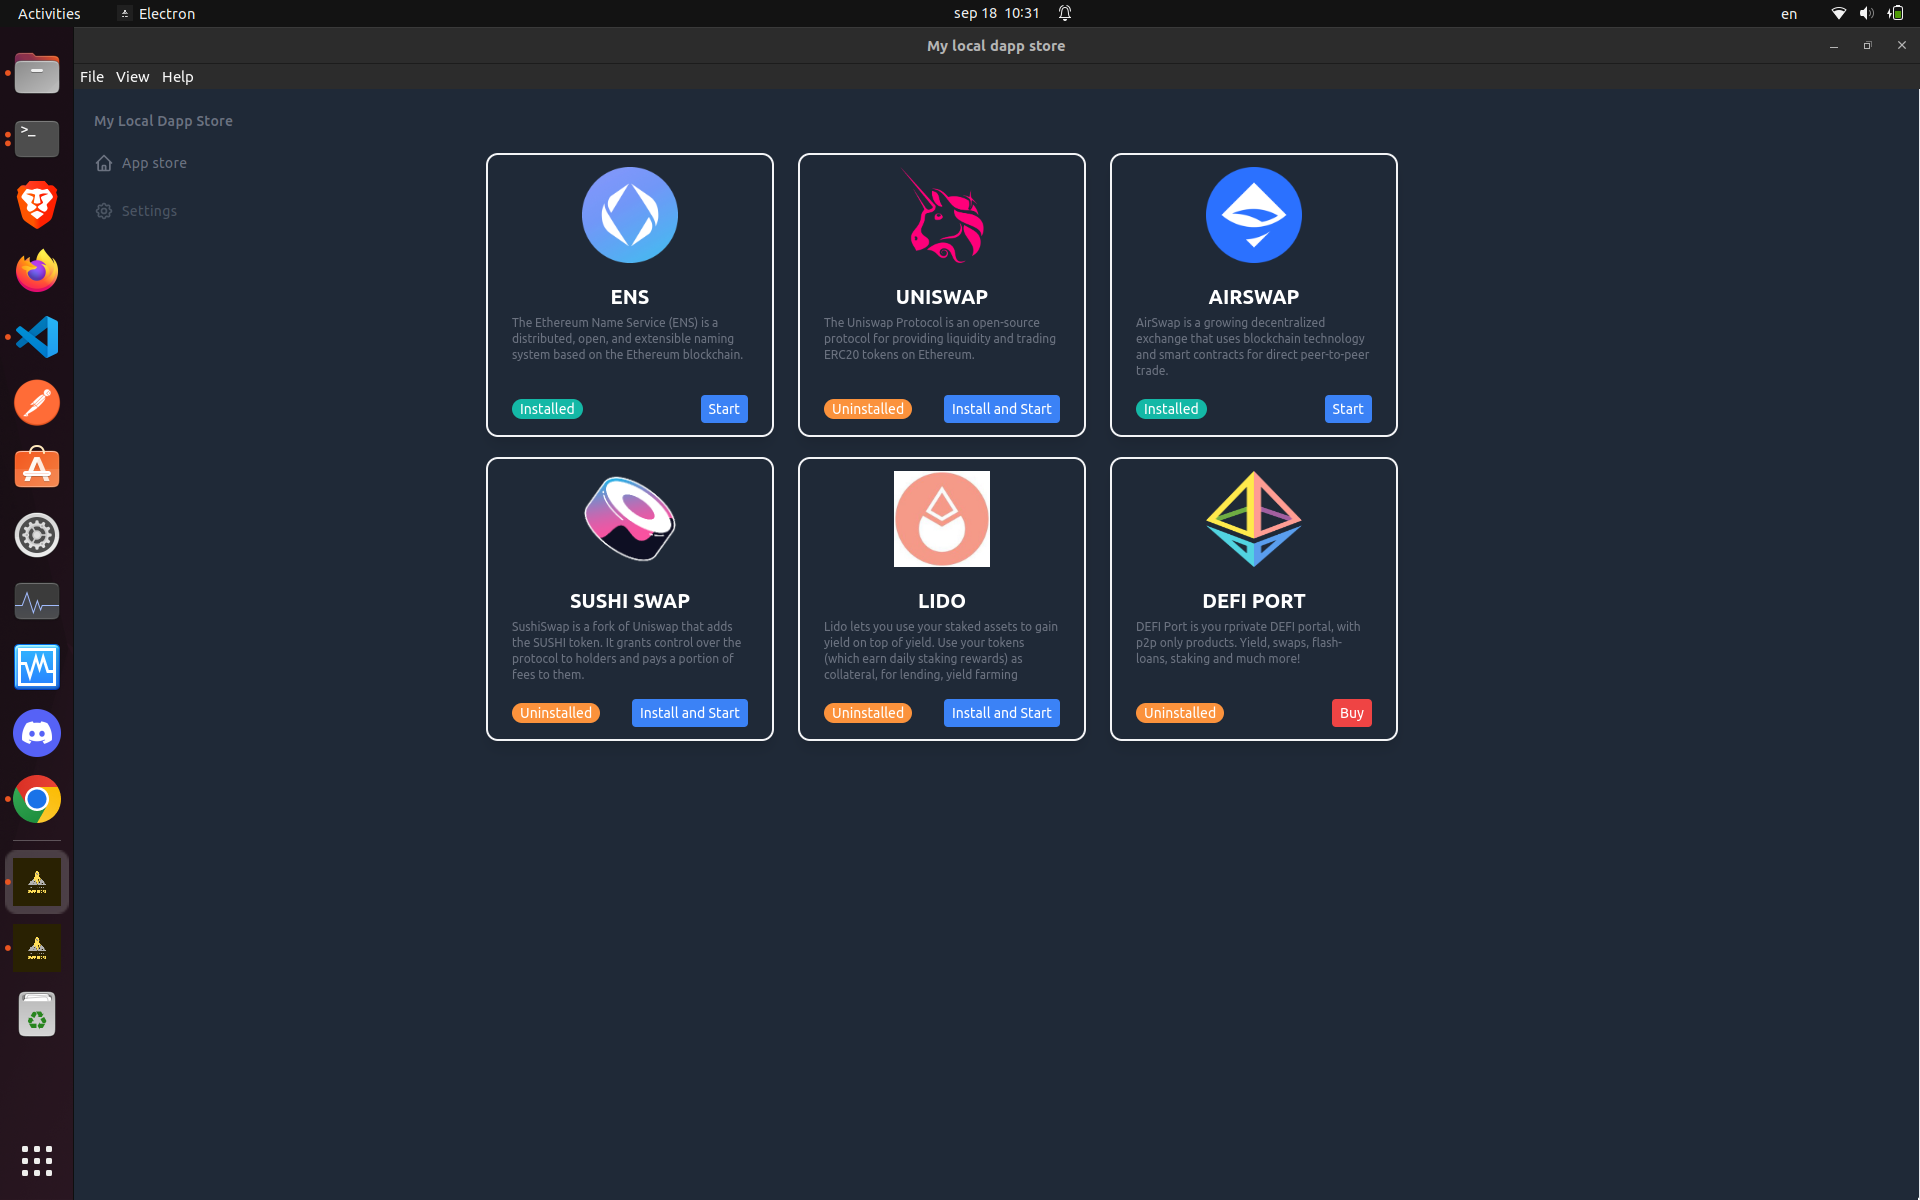 Activities
Electron
sep 18 10:31
en
My local dapp store
File View Help
My Local Dapp Store
App store
Settings
ENS
The Ethereum Name Service (ENS) is a
distributed, open, and extensible naming
system based on the Ethereum blockchain.
Installed
Start
UNISWAP
The Uniswap Protocol is an open-source
protocol for providing liquidity and trading
ERC20 tokens on Ethereum.
Uninstalled
Install and Start
AIRSWAP
AirSwap is a growing decentralized
exchange that uses blockchain technology
and smart contracts for direct peer-to-peer
trade.
Installed
Start
SUSHI SWAP
SushiSwap is a fork of Uniswap that adds
the SUSHI token. It grants control over the
protocol to holders and pays a portion of
fees to them.
Uninstalled
Install and Start
LIDO
Lido lets you use your staked assets to gain
yield on top of yield. Use your tokens
(which earn daily staking rewards) as
collateral, for lending, yield farming
Uninstalled
Install and Start
DEFI PORT
DEFI Port is you rprivate DEFI portal, with
p2p only products. Yield, swaps, flash-
loans, staking and much more!
Uninstalled
Buy